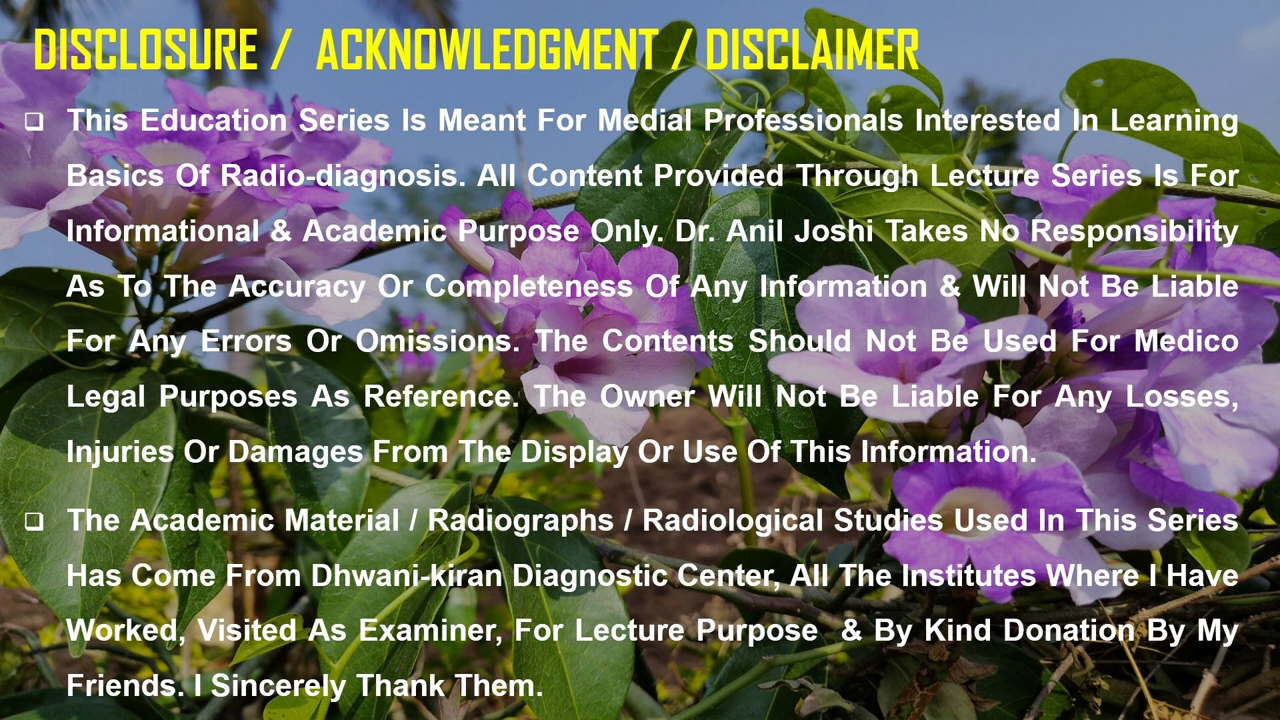 DISCLOSURE / ACKNOWLEDGMENT / DISCLAIMER
❑ This Education Series Is Meant For Medial Professionals Interested In Learning
Basics Of Radio-diagnosis. All Content Provided Through Lecture Series Is For
Informational & Academic Purpose Only. Dr. Anil Joshi Takes No Responsibility
As To The Accuracy Or Completeness Of Any Information & Will Not Be Liable
For Any Errors Or Omissions. The Contents Should Not Be Used For Medico
Legal Purposes As Reference. The Owner Will Not Be Liable For Any Losses,
Injuries Or Damages From The Display Or Use Of This Information.
❑ The Academic Material / Radiographs / Radiological Studies Used In This Series
Has Come From Dhwani-kiran Diagnostic Center, All The Institutes Where I Have
Worked, Visited As Examiner, For Lecture Purpose & By Kind Donation By My
Friends. I Sincerely Thank Them.